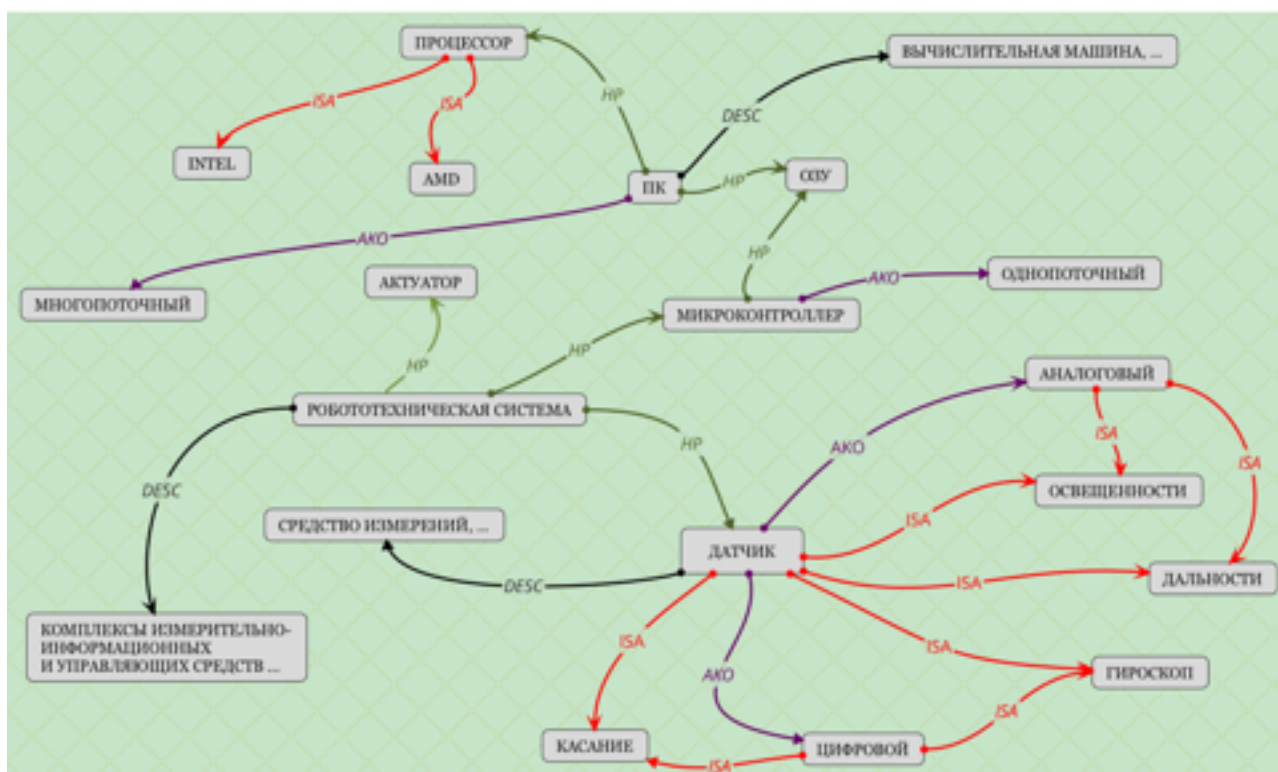 ПРОЦЕССОР
ВЫЧИСЛИТЕЛЬНАЯ МАШИНА, ...
HP
ISA
ISA
DESC
INTEL
AMD
ПК
HP
ОЗУ
AKO
HP
АКТУАТОР
AKO
ОДНОПОТОЧНЫЙ
МНОГОПОТОЧНЫЙ
МИКРОКОНТРОЛЛЕР
HP
HP
АНАЛОГОВЫЙ
РОБОТОТЕХНИЧЕСКАЯ СИСТЕМА
HP
AKO
ISA
ISA
DESC
ОСВЕЩЕННОСТИ
СРЕДСТВО ИЗМЕРЕНИЙ, ...
ISA
ДАТЧИК
DESC
ISA
ДАЛЬНОСТИ
КОМПЛЕКСЫ ИЗМЕРИТЕЛЬНО-
ИНФОРМАЦИОННЫХ
И УПРАВЛЯЮЩИХ СРЕДСТВ ...
ISA
ISA
AKO
ГИРОСКОП
ISA
КАСАНИЕ
ЦИФРОВОЙ
ISA